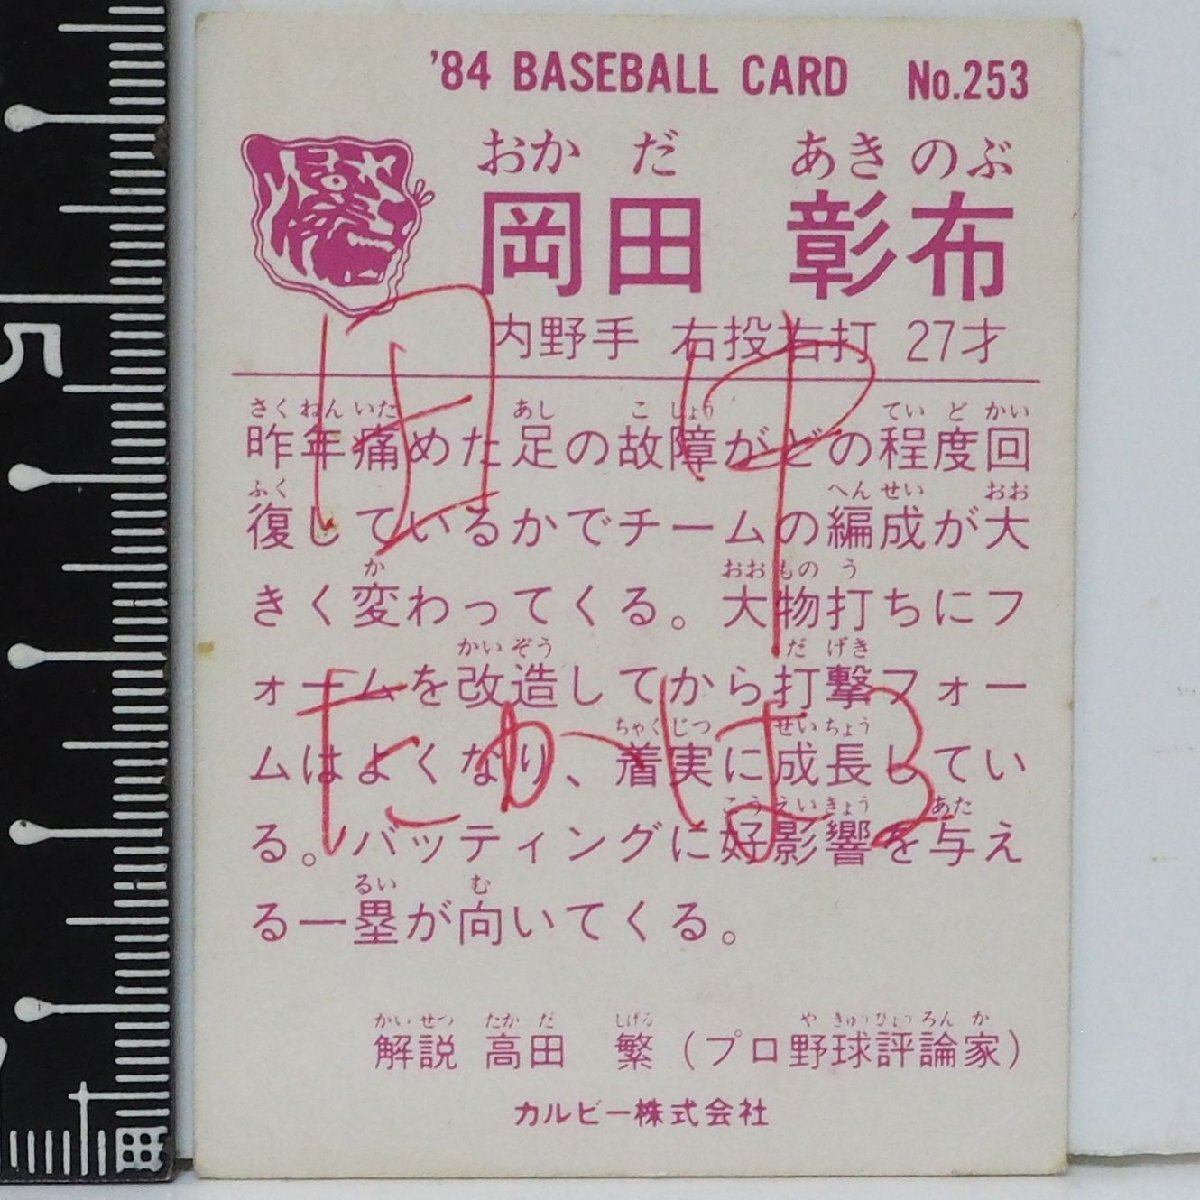 '84 BASEBALL CARD No.253
おかだ あきのぶ
岡田 彰布
内野手 右投右打 27才
さくねんいた あし こしょう ていどかい
昨年痛めた足の故障がどの程度回
ふく へんせい おお
復しているかでチームの編成が大
か おおものう
きく変わってくる。大物打ちにフ
かいぞう だげき
ォームを改造してから打撃フォー
ちゃくじつ せいちょう
ムはよくなり、着実に成長してい
こうえいきょう あた
る。バッティングに好影響を与え
るい む
る一塁が向いてくる。
かいせつ たかだ しげる やきゅうひょうろんか
解説 高田 繁(プロ野球評論家)
カルビー株式会社
田中
たかはる
5